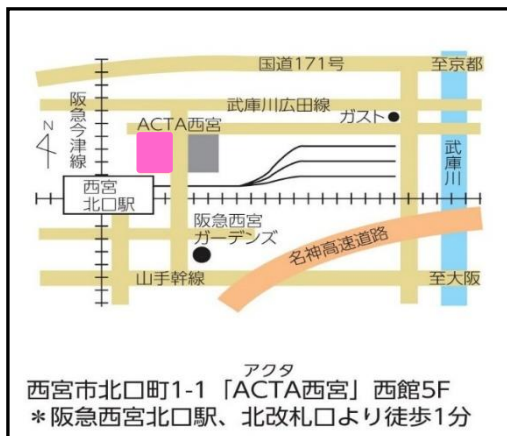 国道171号
至京都
阪急今津線
武庫川広田線
ガスト
ACTA西宮
N
武庫川
西宮
北口駅
阪急西宮
ガーデンズ
名神高速道路
山手幹線
至大阪
アクタ
西宮市北口町1-1「ACTA西宮」西館5F
＊阪急西宮北口駅、北改札口より徒歩1分